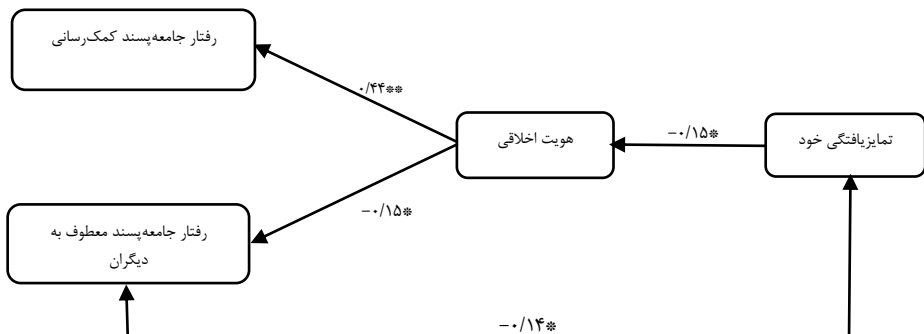 رفتار جامعه‌پسند کمک‌رسانی
۰/۴۴**
تمایزیافتگی خود
-۰/۱۵*
هویت اخلاقی
-۰/۱۵*
رفتار جامعه‌پسند معطوف به
دیگران
-۰/۱۴*